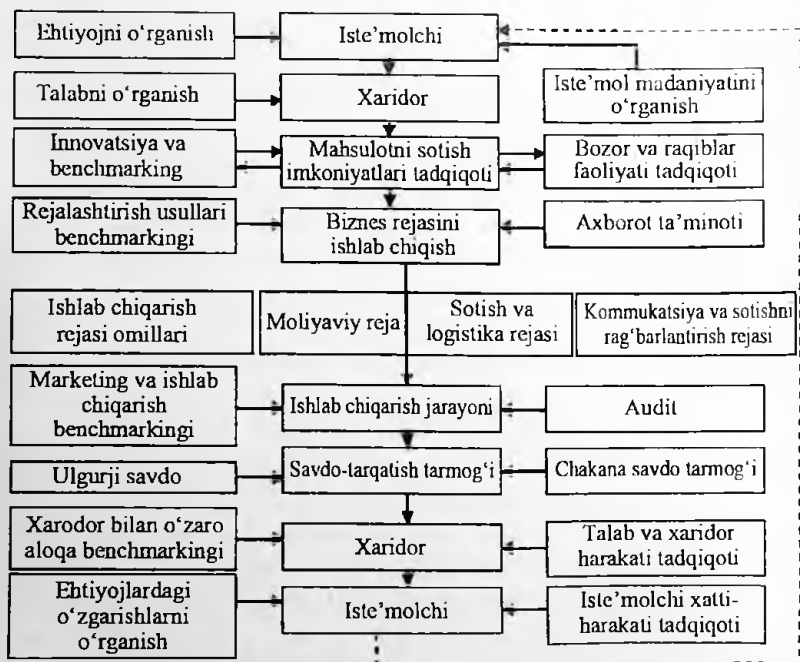 Ehtiyojni o‘rganish
Iste’molchi
Talabni o‘rganish
Xaridor
Iste’mol madaniyatini
o‘rganish
Innovatsiya va
benchmarking
Mahsulotni sotish
imkoniyatlari tadqiqoti
Bozor va raqiblar
faoliyati tadqiqoti
Rejalashtirish usullari
benchmarkingi
Biznes rejasini
ishlab chiqish
Axborot ta’minoti
Ishlab chiqarish
rejasi omillari
Moliyaviy reja
Sotish va
logistika rejasi
Kommukatsiya va sotishni
rag‘barlantirish rejasi
Marketing va ishlab
chiqarish
benchmarkingi
Ishlab chiqarish jarayoni
Audit
Ulgurji savdo
Savdo-tarqatish tarmog‘i
Chakana savdo tarmog‘i
Xarodor bilan o‘zaro
aloqa benchmarkingi
Xaridor
Talab va xaridor
harakati tadqiqoti
Ehtiyojlardagi
o‘zgarishlarni
o‘rganish
Iste’molchi
Iste’molchi xatti-
harakati tadqiqoti